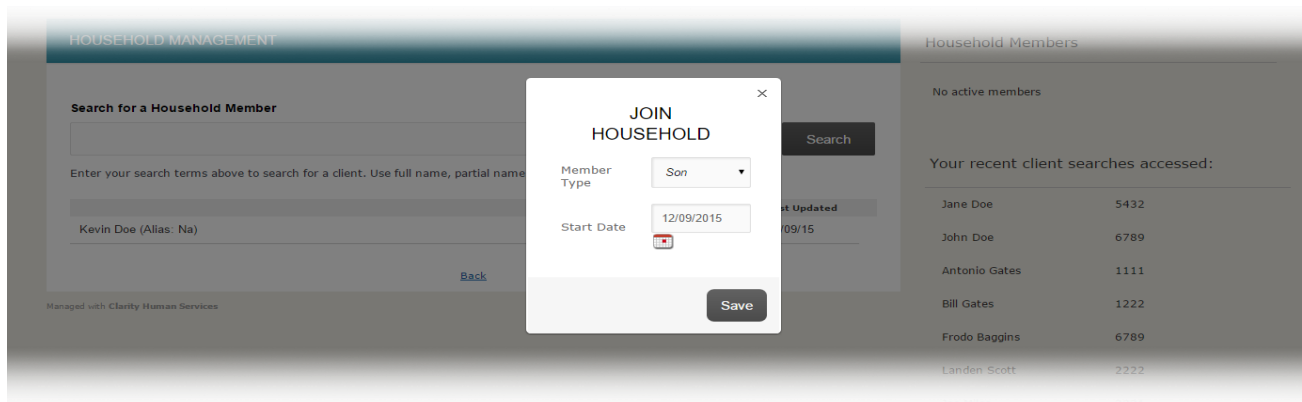 HOUSEHOLD MANAGEMENT
Search for a Household Member
Search
Enter your search terms above to search for a client. Use full name, partial name
st Updated
Kevin Doe (Alias: Na)
/09/15
Back
Managed with Clarity Human Services
×
JOIN
HOUSEHOLD
Member
Type
Son
Start Date
12/09/2015
Save
Household Members
No active members
Your recent client searches accessed:
Jane Doe 5432
John Doe 6789
Antonio Gates 1111
Bill Gates 1222
Frodo Baggins 6789
Landen Scott 2222